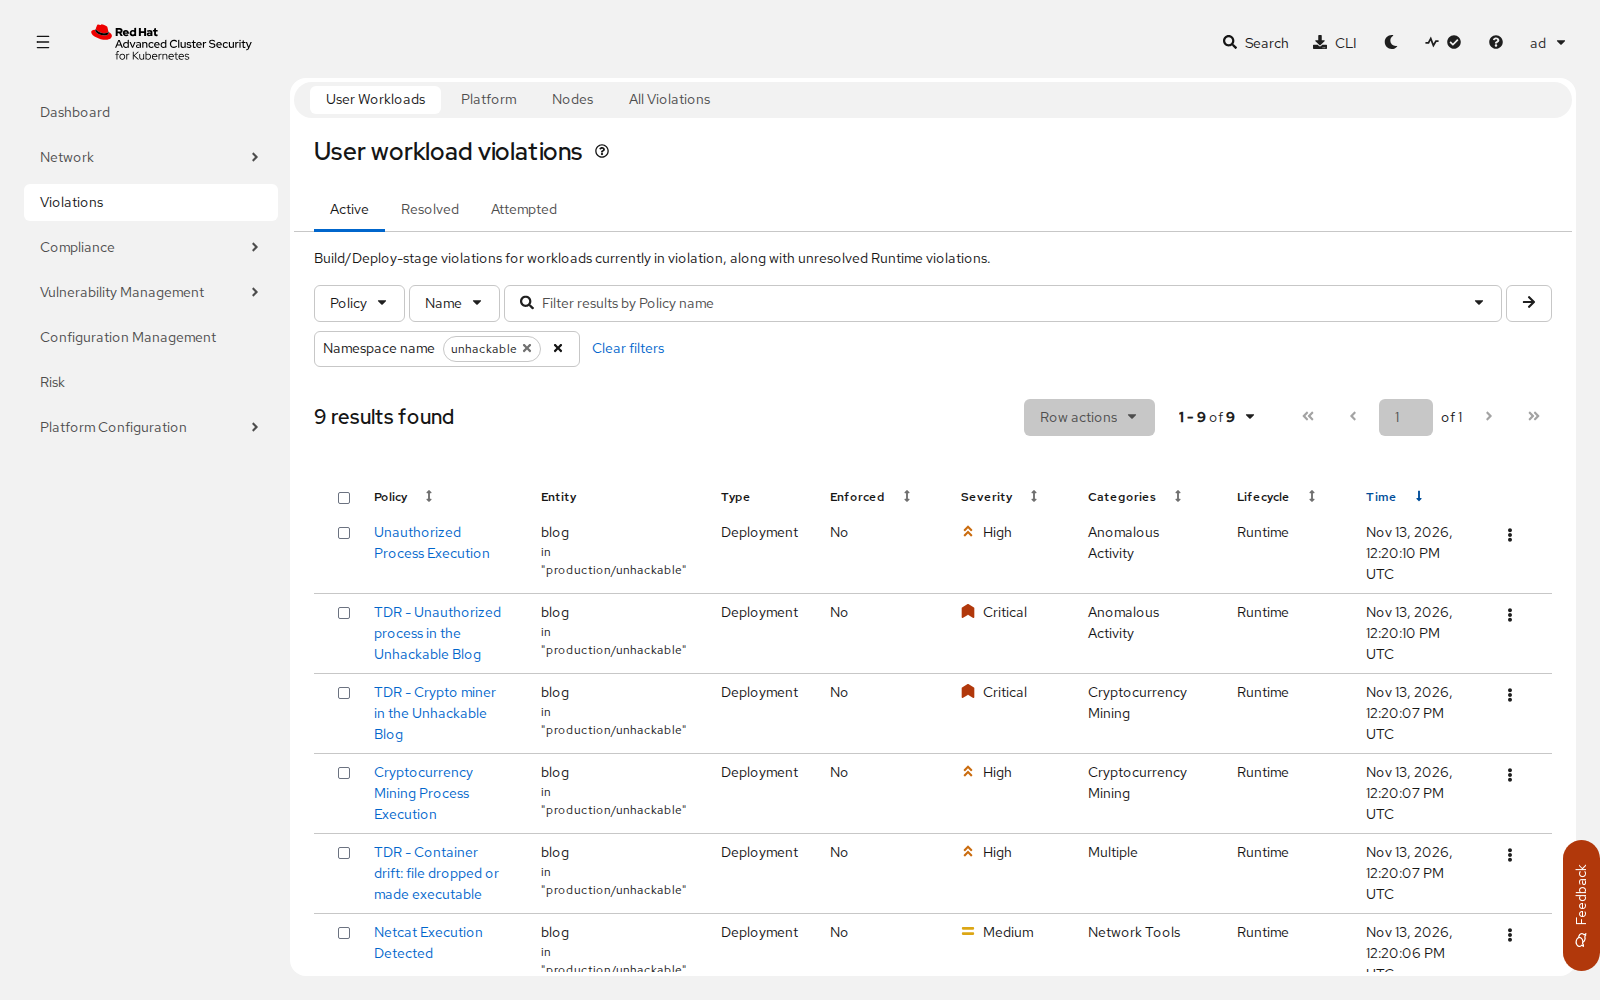 Red Hat
Advanced Cluster Security
for Kubernetes
Search
CLI
ad
Dashboard
Network
Violations
Compliance
Vulnerability Management
Configuration Management
Risk
Platform Configuration
User Workloads
Platform
Nodes
All Violations
User workload violations
Active
Resolved
Attempted
Build/Deploy-stage violations for workloads currently in violation, along with unresolved Runtime violations.
Policy
Name
Filter results by Policy name
Namespace name
unhackable
Clear filters
9 results found
Row actions
1 - 9 of 9
1
of 1
Policy
Entity
Type
Enforced
Severity
Categories
Lifecycle
Time
Unauthorized
Process Execution
blog
in
"production/unhackable"
Deployment
No
High
Anomalous
Activity
Runtime
Nov 13, 2026,
12:20:10 PM
UTC
TDR - Unauthorized
process in the
Unhackable Blog
blog
in
"production/unhackable"
Deployment
No
Critical
Anomalous
Activity
Runtime
Nov 13, 2026,
12:20:10 PM
UTC
TDR - Crypto miner
in the Unhackable
Blog
blog
in
"production/unhackable"
Deployment
No
Critical
Cryptocurrency
Mining
Runtime
Nov 13, 2026,
12:20:07 PM
UTC
Cryptocurrency
Mining Process
Execution
blog
in
"production/unhackable"
Deployment
No
High
Cryptocurrency
Mining
Runtime
Nov 13, 2026,
12:20:07 PM
UTC
TDR - Container
drift: file dropped or
made executable
blog
in
"production/unhackable"
Deployment
No
High
Multiple
Runtime
Nov 13, 2026,
12:20:07 PM
UTC
Netcat Execution
Detected
blog
in
"production/unhackable"
Deployment
No
Medium
Network Tools
Runtime
Nov 13, 2026,
12:20:06 PM
UTC
Feedback